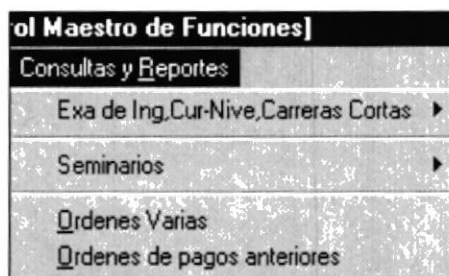 ol Maestro de Funciones]
Consultas y Reportes
Exa de Ing,Cur-Nive,Carreras Cortas
Seminarios
Ordenes Varias
Ordenes de pagos anteriores